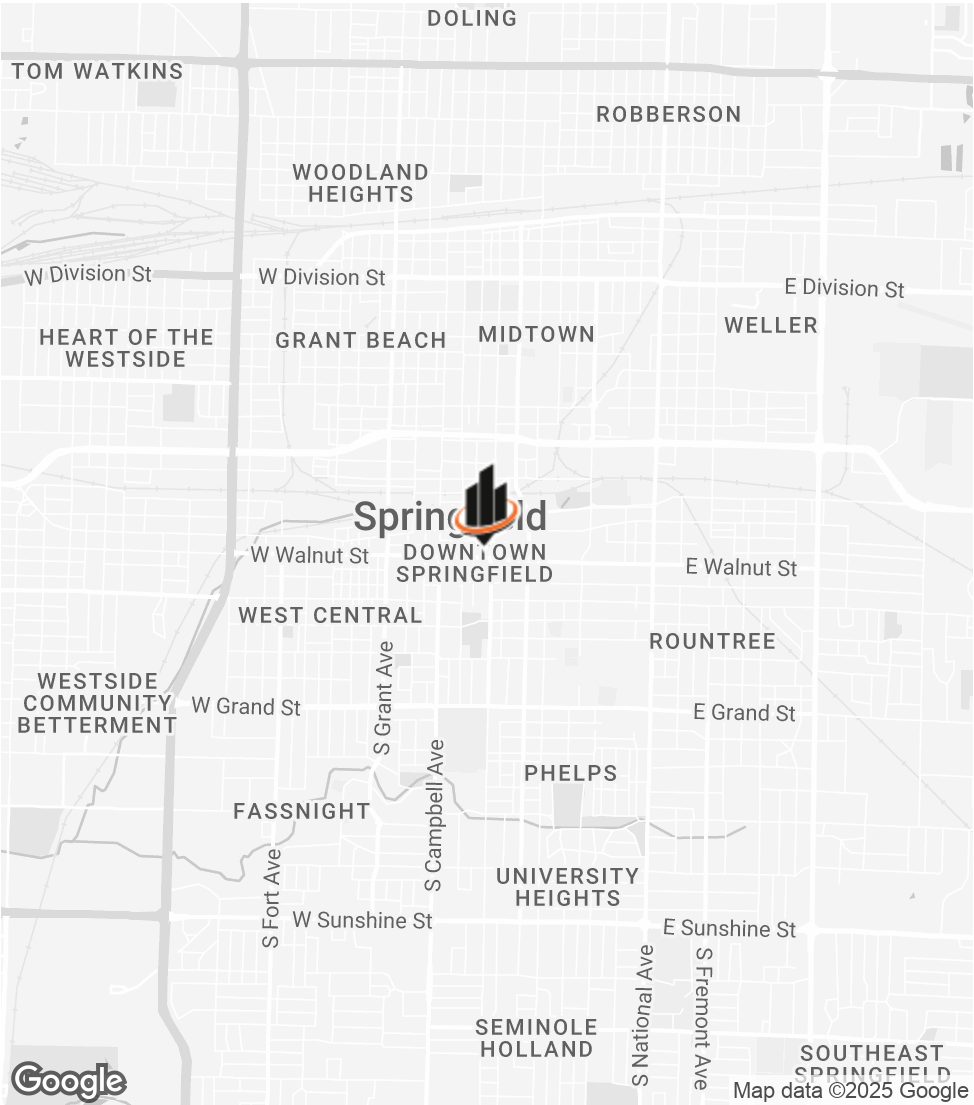 DOLING
TOM WATKINS
ROBBERSON
WOODLAND
HEIGHTS
W Division St
W Division St
E Division St
WELLER
HEART OF THE
WESTSIDE
GRANT BEACH
MIDTOWN
Spring ld
W Walnut St
DOWNTOWN
SPRINGFIELD
E Walnut St
WEST CENTRAL
ROUNTREE
S Grant Ave
WESTSIDE
COMMUNITY
BETTERMENT
W Grand St
E Grand St
S Campbell Ave
PHELPS
FASSNIGHT
S Fort Ave
UNIVERSITY
HEIGHTS
W Sunshine St
E Sunshine St
S National Ave
S Fremont Ave
SEMINOLE
HOLLAND
SOUTHEAST
SPRINGFIELD
Google
Map data ©2025 Google